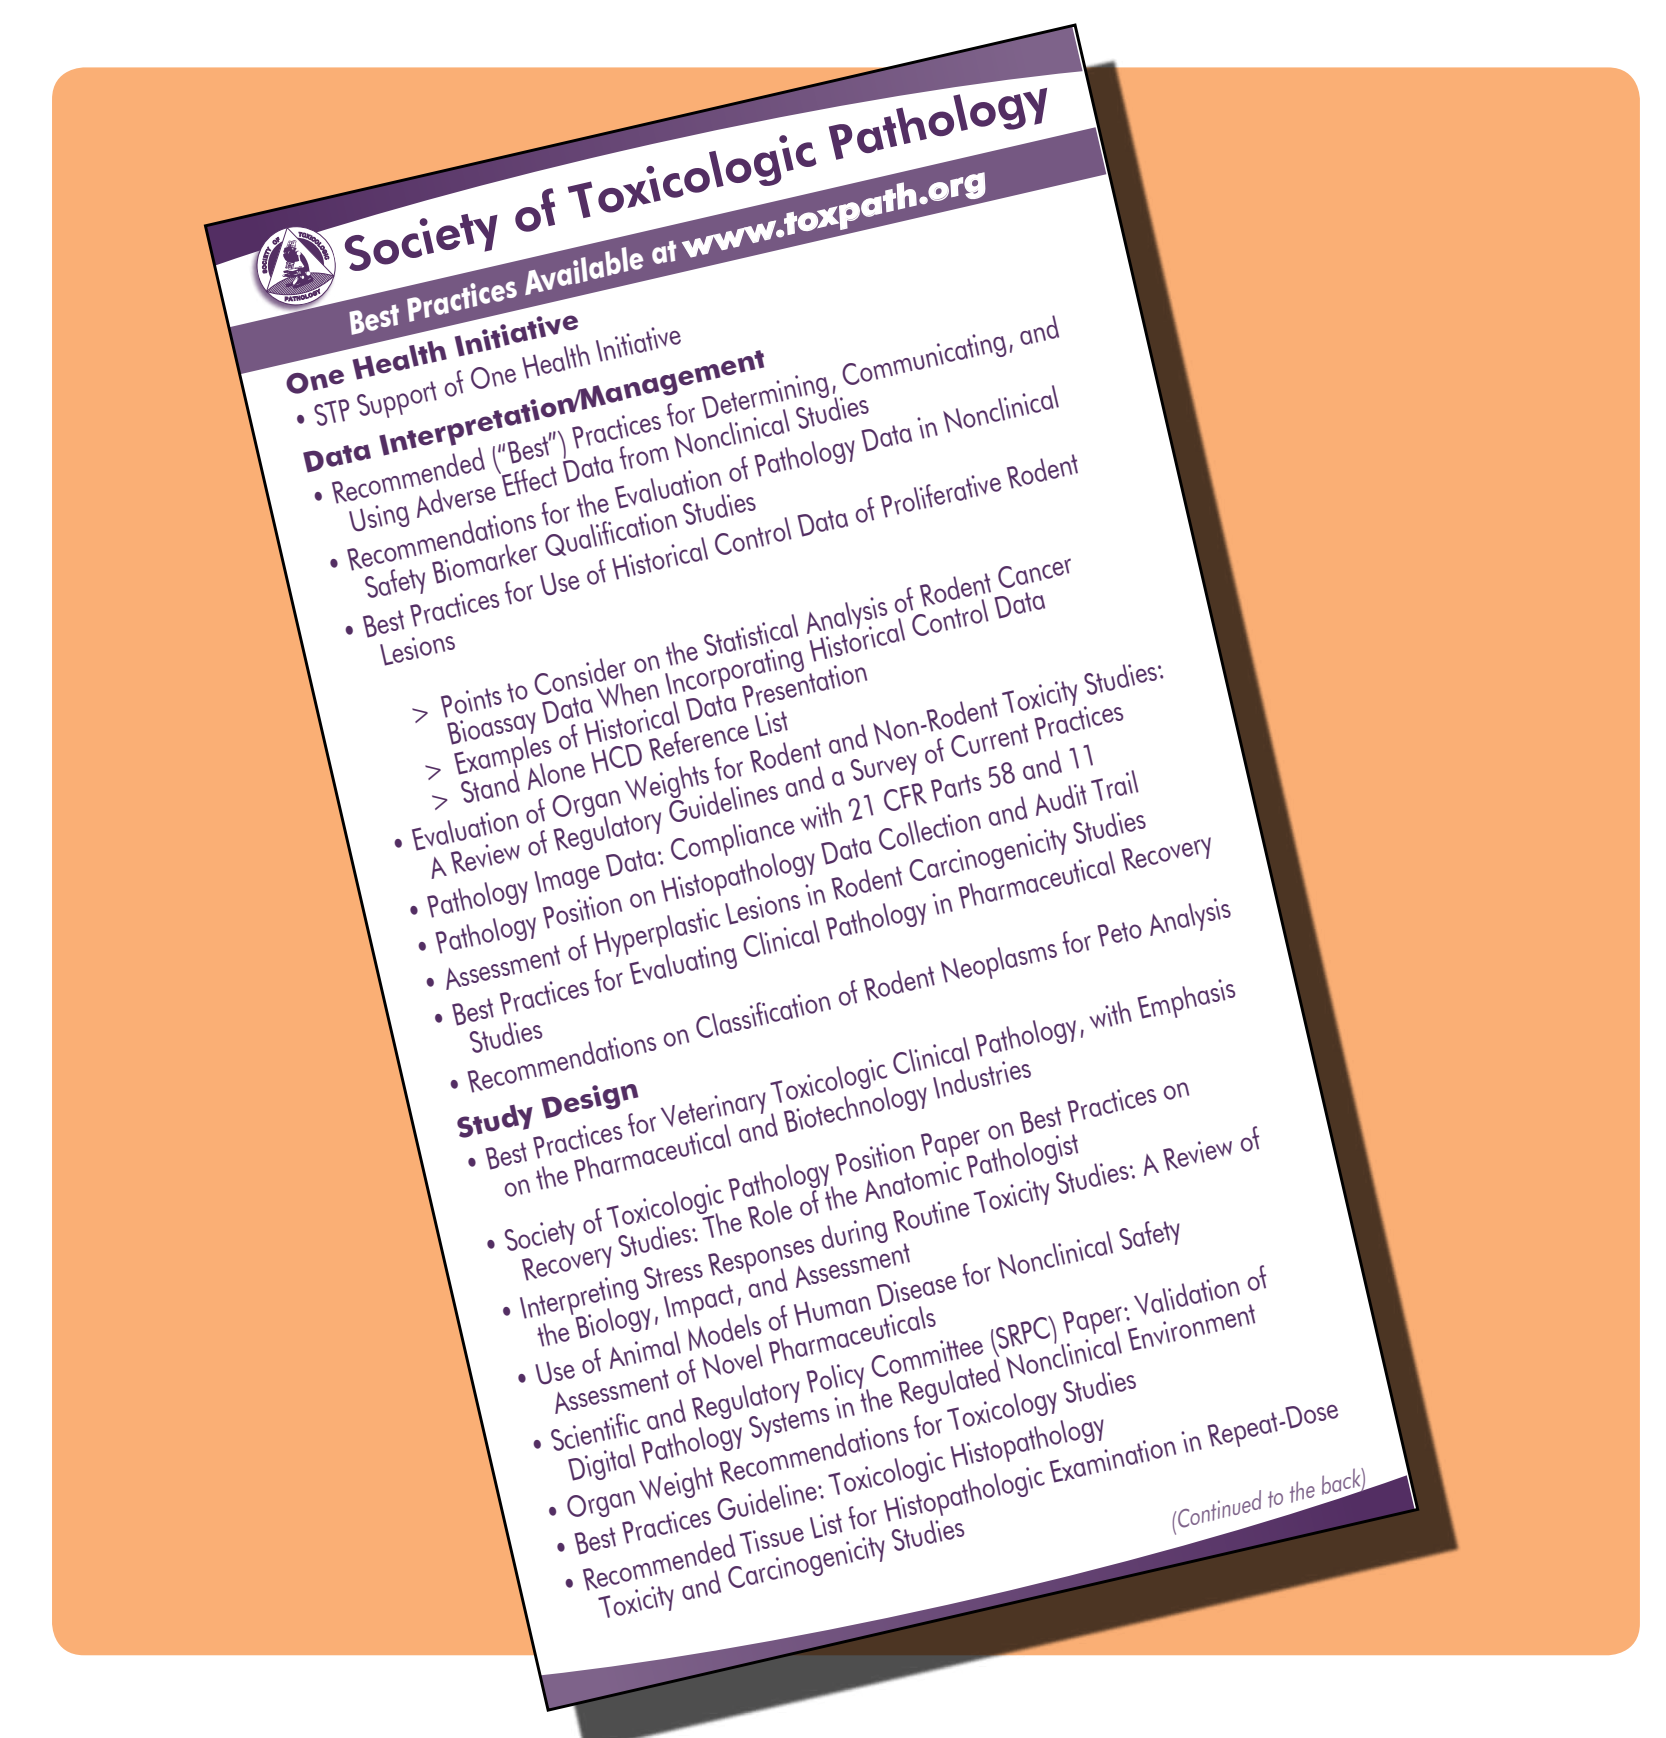 Society of Toxicologic Pathology
SOCIETY OF TOXICOLOGIC PATHOLOGY
Best Practices Available at www.toxpath.org
One Health Initiative
• STP Support of One Health Initiative
Data Interpretation/Management
• Recommended (“Best”) Practices for Determining, Communicating, and
Using Adverse Effect Data from Nonclinical Studies
• Recommendations for the Evaluation of Pathology Data in Nonclinical
Safety Biomarker Qualification Studies
• Best Practices for Use of Historical Control Data of Proliferative Rodent
Lesions
> Points to Consider on the Statistical Analysis of Rodent Cancer
Bioassay Data When Incorporating Historical Control Data
> Examples of Historical Data Presentation
> Stand Alone HCD Reference List
• Evaluation of Organ Weights for Rodent and Non-Rodent Toxicity Studies:
A Review of Regulatory Guidelines and a Survey of Current Practices
• Pathology Image Data: Compliance with 21 CFR Parts 58 and 11
• Pathology Position on Histopathology Data Collection and Audit Trail
• Assessment of Hyperplastic Lesions in Rodent Carcinogenicity Studies
• Best Practices for Evaluating Clinical Pathology in Pharmaceutical Recovery
Studies
• Recommendations on Classification of Rodent Neoplasms for Peto Analysis
Study Design
• Best Practices for Veterinary Toxicologic Clinical Pathology, with Emphasis
on the Pharmaceutical and Biotechnology Industries
• Society of Toxicologic Pathology Position Paper on Best Practices on
Recovery Studies: The Role of the Anatomic Pathologist
• Interpreting Stress Responses during Routine Toxicity Studies: A Review of
the Biology, Impact, and Assessment
• Use of Animal Models of Human Disease for Nonclinical Safety
Assessment of Novel Pharmaceuticals
• Scientific and Regulatory Policy Committee (SRPC) Paper: Validation of
Digital Pathology Systems in the Regulated Nonclinical Environment
• Organ Weight Recommendations for Toxicology Studies
• Best Practices Guideline: Toxicologic Histopathology
• Recommended Tissue List for Histopathologic Examination in Repeat-Dose
Toxicity and Carcinogenicity Studies
(Continued to the back)